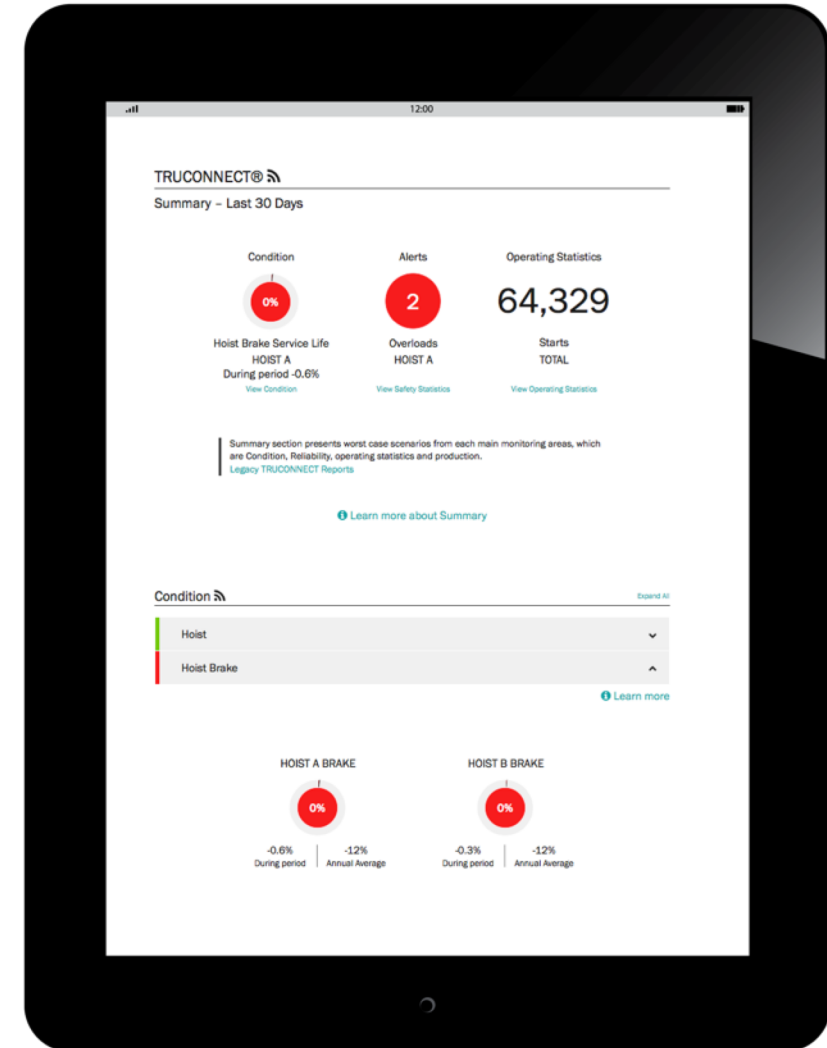 12:00
TRUCONNECT®
Summary – Last 30 Days
Condition
Alerts
Operating Statistics
0%
2
64,329
Hoist Brake Service Life
HOIST A
During period -0.6%
View Condition
Overloads
HOIST A
View Safety Statistics
Starts
TOTAL
View Operating Statistics
Summary section presents worst case scenarios from each main monitoring areas, which
are Condition, Reliability, operating statistics and production.
Legacy TRUCONNECT Reports
Learn more about Summary
Condition
Expand All
Hoist
Hoist Brake
Learn more
HOIST A BRAKE
HOIST B BRAKE
0%
0%
-0.6%
During period
-12%
Annual Average
-0.3%
During period
-12%
Annual Average